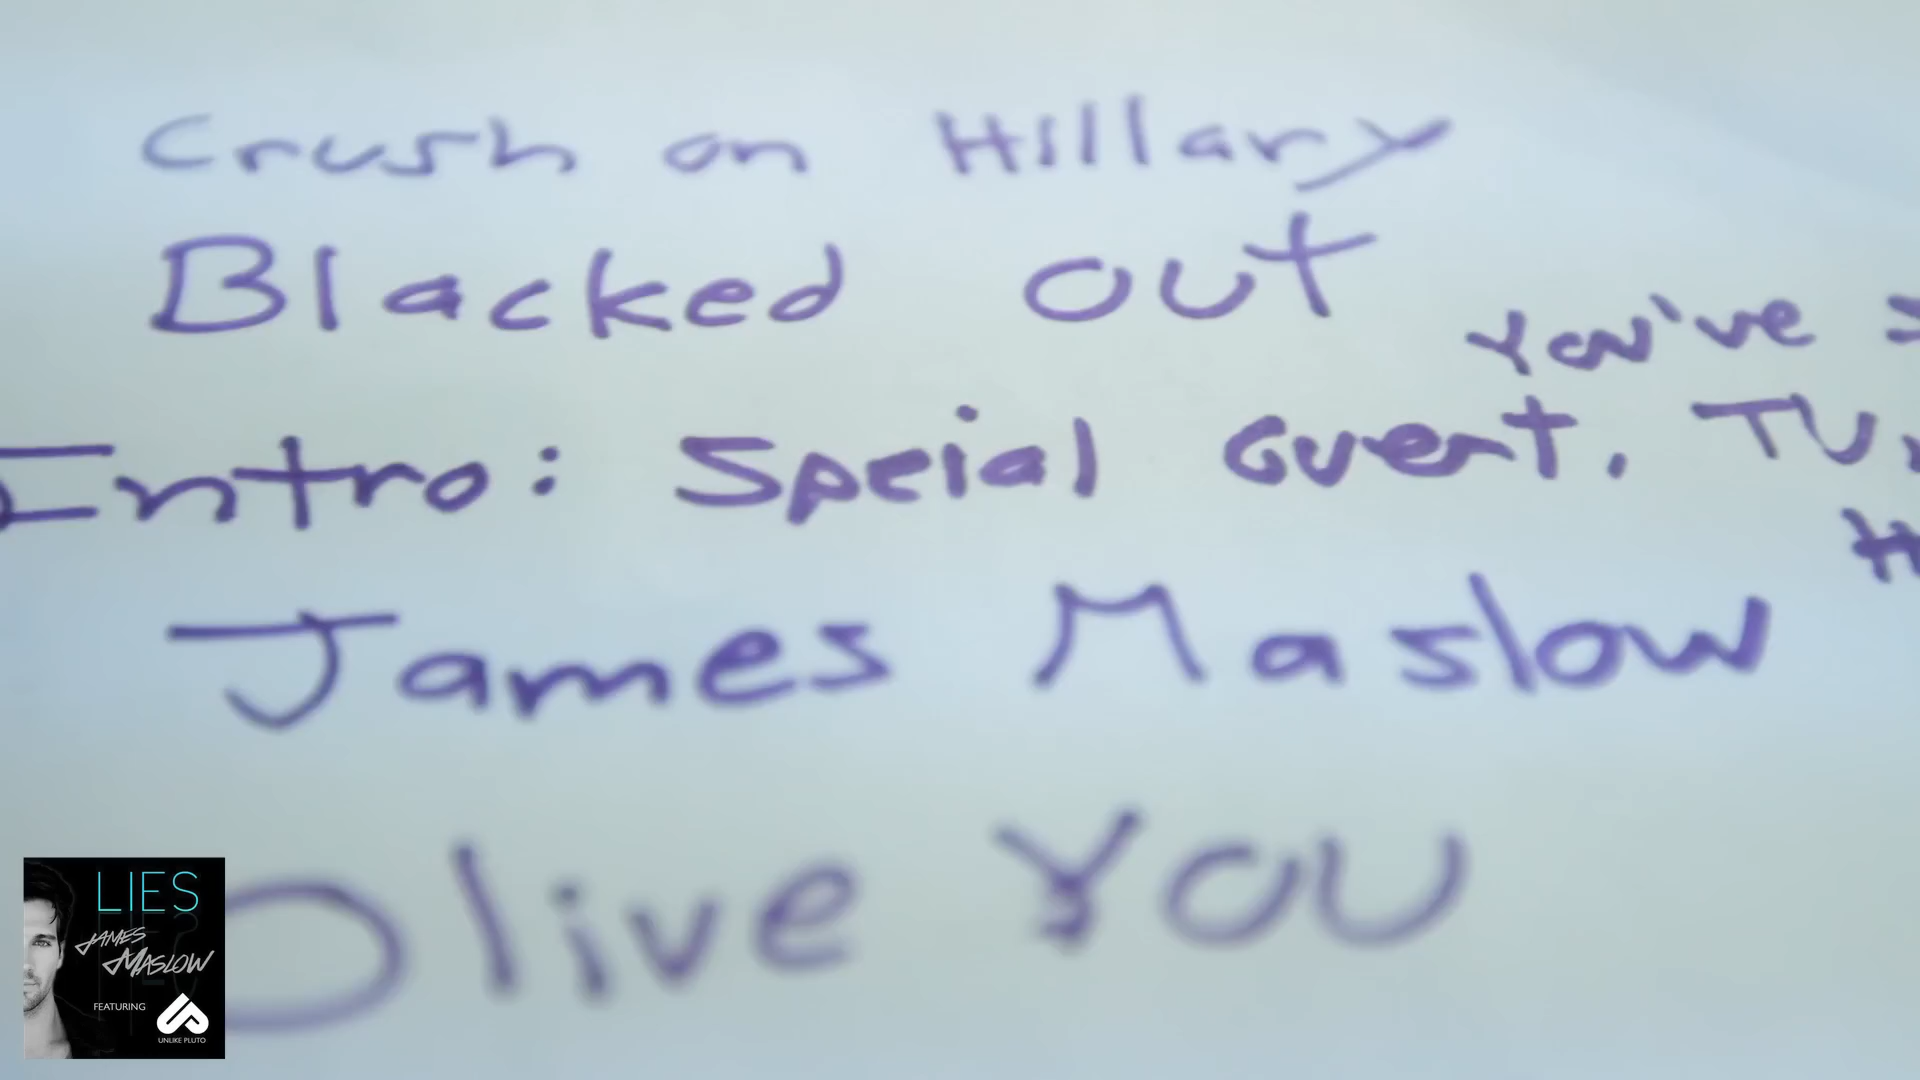 Crush on Hillary
Blacked out
You've
Intro: Speial Guest. TV
James Maslow
Olive You
LIES
JAMES
MASLOW
FEATURING
UNLIKE PLUTO